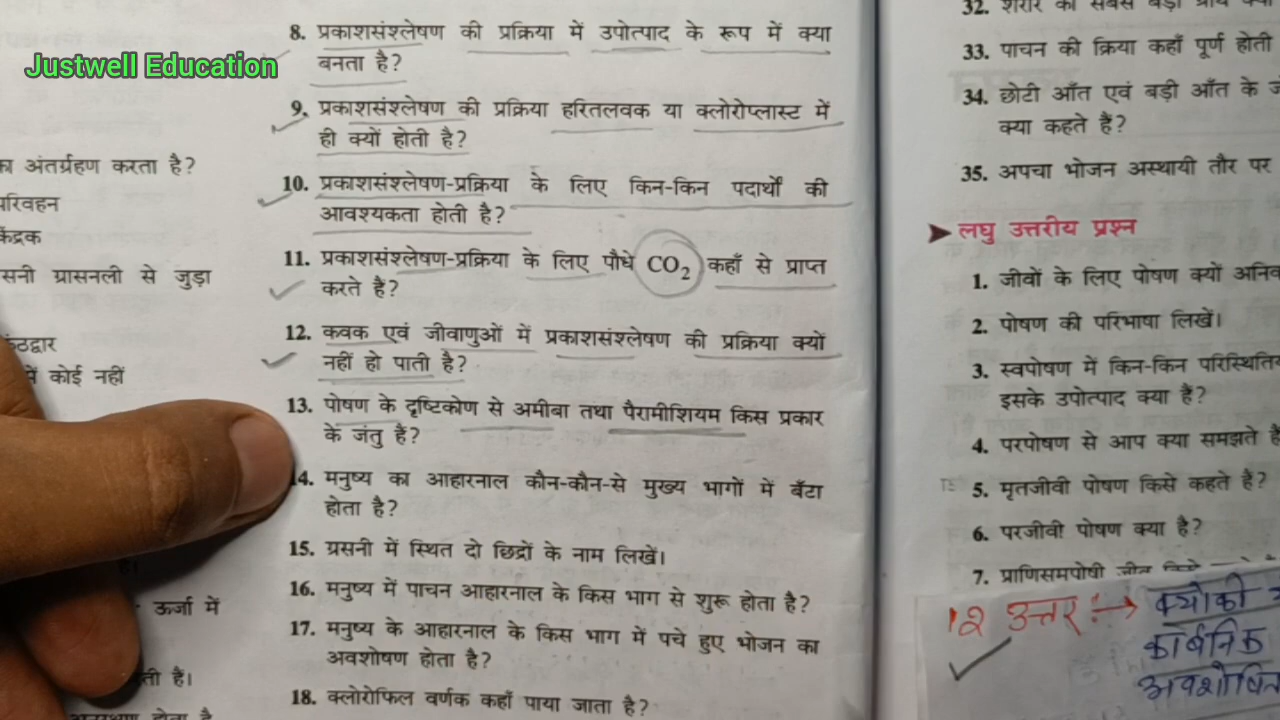 Justwell Education
अंतर्ग्रहण करता है?
परिवहन
केंद्रक
ग्रासनली से जुड़ा
में कोई नहीं
ऊर्जा में
8. प्रकाशसंश्लेषण की प्रक्रिया में उपोत्पाद के रूप में क्या
बनता है?
9. प्रकाशसंश्लेषण की प्रक्रिया हरितलवक या क्लोरोप्लास्ट में
ही क्यों होती है?
10. प्रकाशसंश्लेषण-प्रक्रिया के लिए किन-किन पदार्थों की
आवश्यकता होती है?
11. प्रकाशसंश्लेषण-प्रक्रिया के लिए पौधे CO₂ कहाँ से प्राप्त
करते हैं?
12. कवक एवं जीवाणुओं में प्रकाशसंश्लेषण की प्रक्रिया क्यों
नहीं हो पाती है?
13. पोषण के दृष्टिकोण से अमीबा तथा पैरामीशियम किस प्रकार
के जंतु हैं?
14. मनुष्य का आहारनाल कौन-कौन-से मुख्य भागों में बँटा
होता है?
15. ग्रसनी में स्थित दो छिद्रों के नाम लिखें।
16. मनुष्य में पाचन आहारनाल के किस भाग से शुरू होता है?
17. मनुष्य के आहारनाल के किस भाग में पचे हुए भोजन का
अवशोषण होता है?
18. क्लोरोफिल वर्णक कहाँ पाया जाता है?
32. शरीर
33. पाचन की क्रिया कहाँ पूर्ण होती
34. छोटी आँत एवं बड़ी आँत के
क्या कहते हैं?
35. अपचा भोजन अस्थायी तौर पर
लघु उत्तरीय प्रश्न
1. जीवों के लिए पोषण क्यों
2. पोषण की परिभाषा लिखें।
3. स्वपोषण में किन-किन
इसके उपोत्पाद क्या हैं?
4. परपोषण से आप क्या समझते
5. मृतजीवी पोषण किसे कहते हैं?
6. परजीवी पोषण क्या है?
7. प्राणिसमपोषी
12 उत्तर :→ क्योकी
कार्बनिक